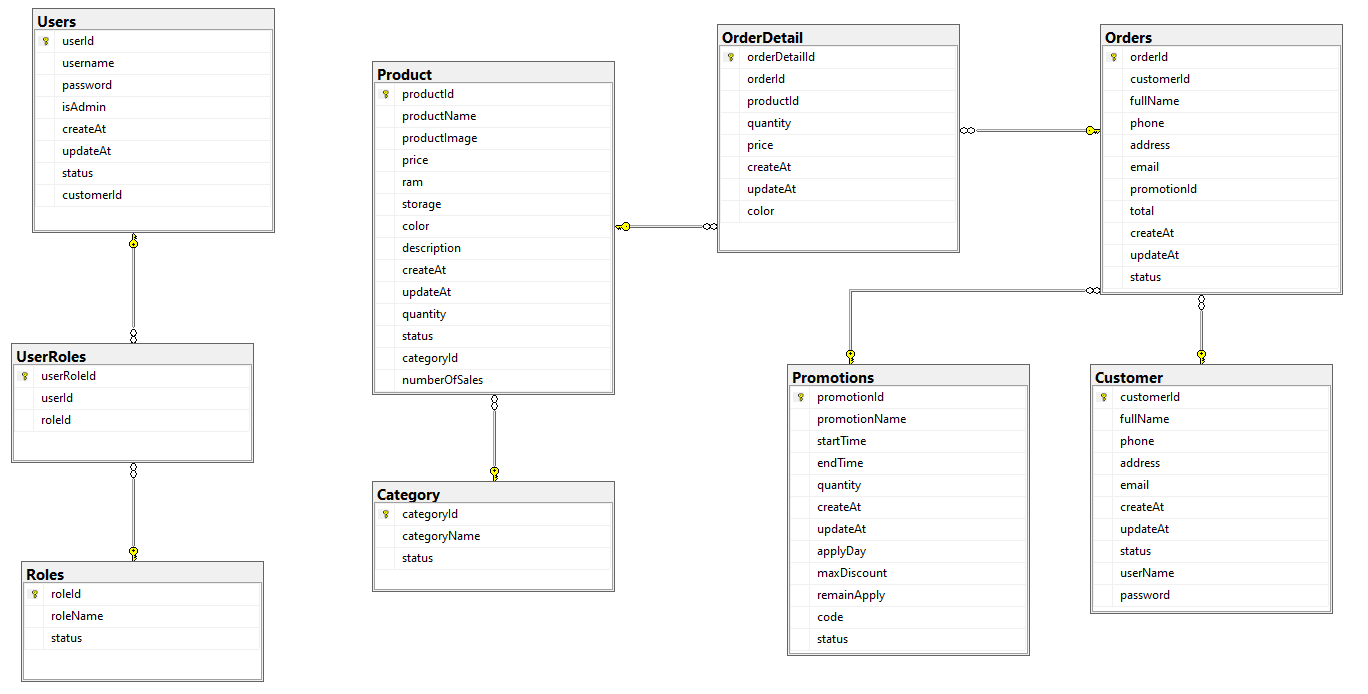 Users
userId
username
password
isAdmin
createAt
updateAt
status
customerId
UserRoles
userRoleId
userId
roleId
Roles
roleId
roleName
status
Product
productId
productName
productImage
price
ram
storage
color
description
createAt
updateAt
quantity
status
categoryId
numberOfSales
Category
categoryId
categoryName
status
OrderDetail
orderDetailId
orderId
productId
quantity
price
createAt
updateAt
color
Orders
orderId
customerId
fullName
phone
address
email
promotionId
total
createAt
updateAt
status
Promotions
promotionId
promotionName
startTime
endTime
quantity
createAt
updateAt
applyDay
maxDiscount
remainApply
code
status
Customer
customerId
fullName
phone
address
email
createAt
updateAt
status
userName
password